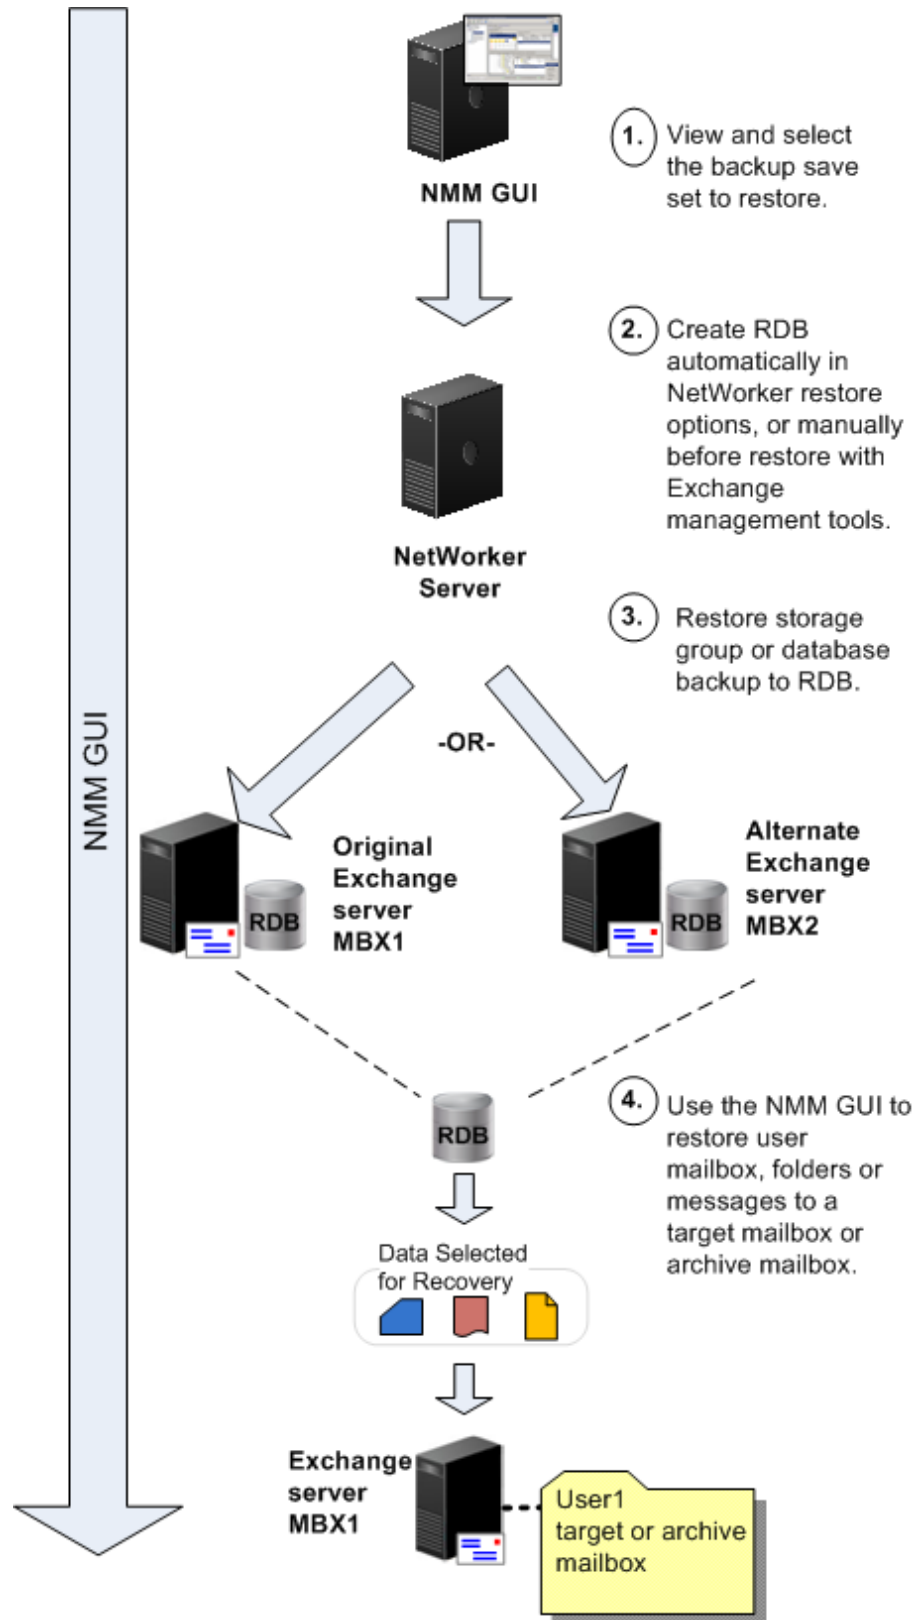 1. View and select
the backup save
set to restore.
NMM GUI
2. Create RDB
automatically in
NetWorker restore
options, or manually
before restore with
Exchange
management tools.
NetWorker
Server
3. Restore storage
group or database
backup to RDB.
NMM GUI
-OR-
Original
Exchange
server
MBX1
RDB
Alternate
Exchange
server
MBX2
RDB
RDB
4. Use the NMM GUI to
restore user
mailbox, folders or
messages to a
target mailbox or
archive mailbox.
Data Selected
for Recovery
Exchange
server
MBX1
User1
target or archive
mailbox